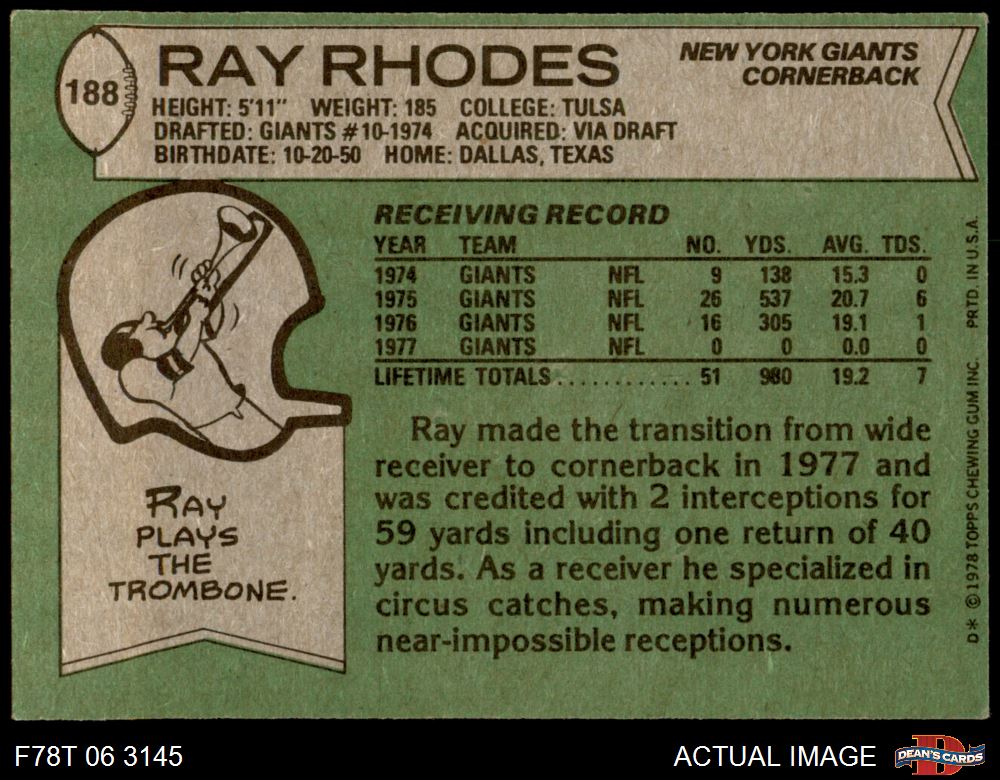 188
RAY RHODES
NEW YORK GIANTS
CORNERBACK
HEIGHT: 5'11" WEIGHT: 185 COLLEGE: TULSA
DRAFTED: GIANTS #10-1974 ACQUIRED: VIA DRAFT
BIRTHDATE: 10-20-50 HOME: DALLAS, TEXAS
RECEIVING RECORD
YEAR TEAM NO. YDS. AVG. TDS.
1974 GIANTS NFL 9 138 15.3 0
1975 GIANTS NFL 26 537 20.7 6
1976 GIANTS NFL 16 305 19.1 1
1977 GIANTS NFL 0 0 0.0 0
LIFETIME TOTALS............ 51 980 19.2 7
Ray made the transition from wide
receiver to cornerback in 1977 and
was credited with 2 interceptions for
59 yards including one return of 40
yards. As a receiver he specialized in
circus catches, making numerous
near-impossible receptions.
RAY
PLAYS
THE
TROMBONE.
D* © 1978 TOPPS CHEWING GUM INC. PRTD. IN U.S.A.
F78T 06 3145
ACTUAL IMAGE
D
DEAN'S CARDS